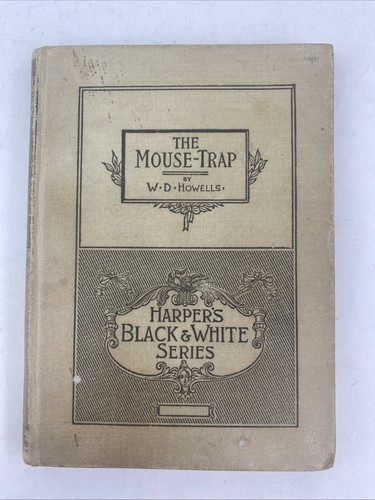 THE
MOUSE-TRAP
BY
W·D·HOWELLS·
HARPER'S
BLACK & WHITE
SERIES